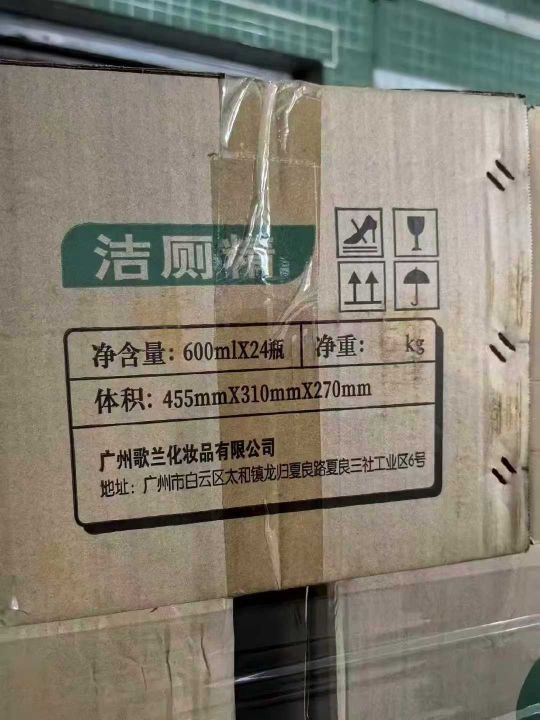 洁厕精
净含量：600mlX24瓶 净重： kg
体积：455mmX310mmX270mm
广州歌兰化妆品有限公司
地址：广州市白云区太和镇龙归夏良路夏良三社工业区6号